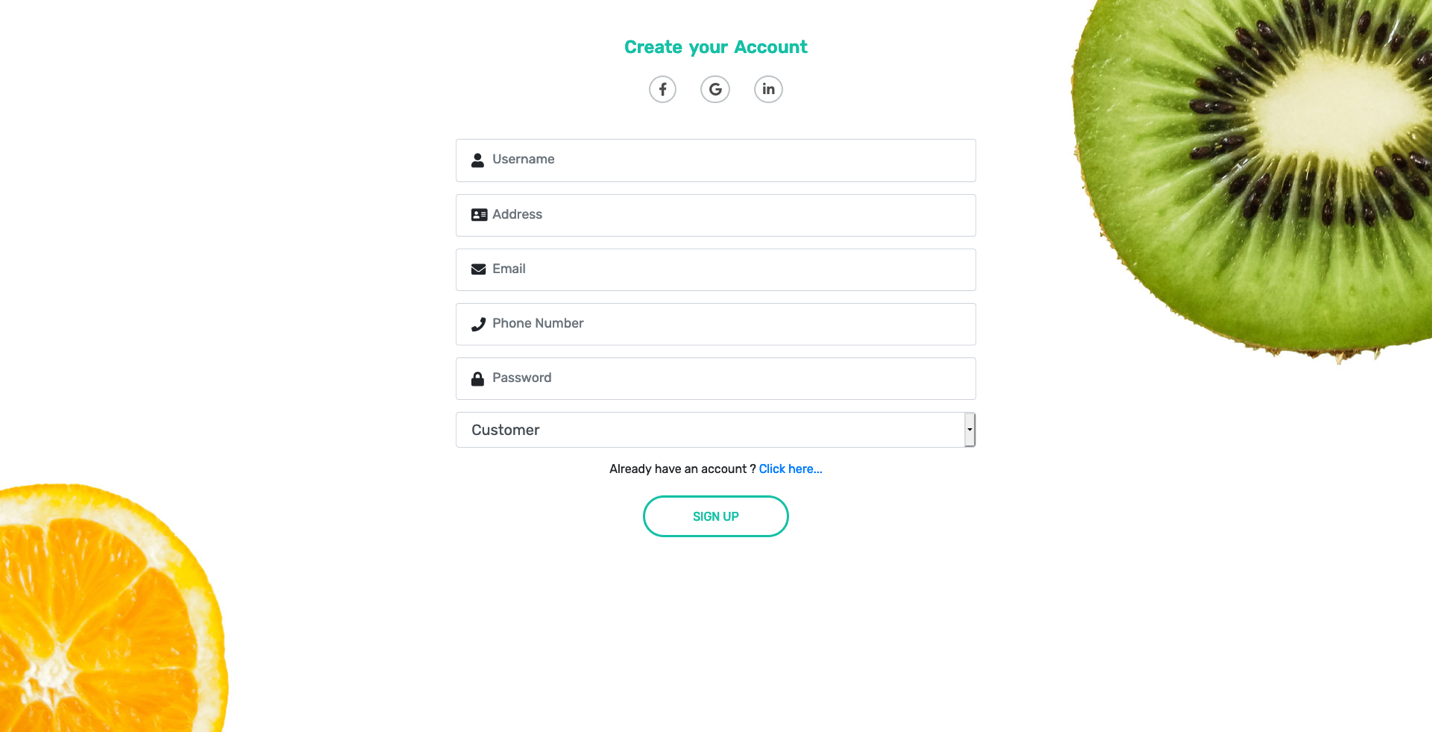 Create your Account
Username
Address
Email
Phone Number
Password
Customer
Already have an account ? Click here...
SIGN UP